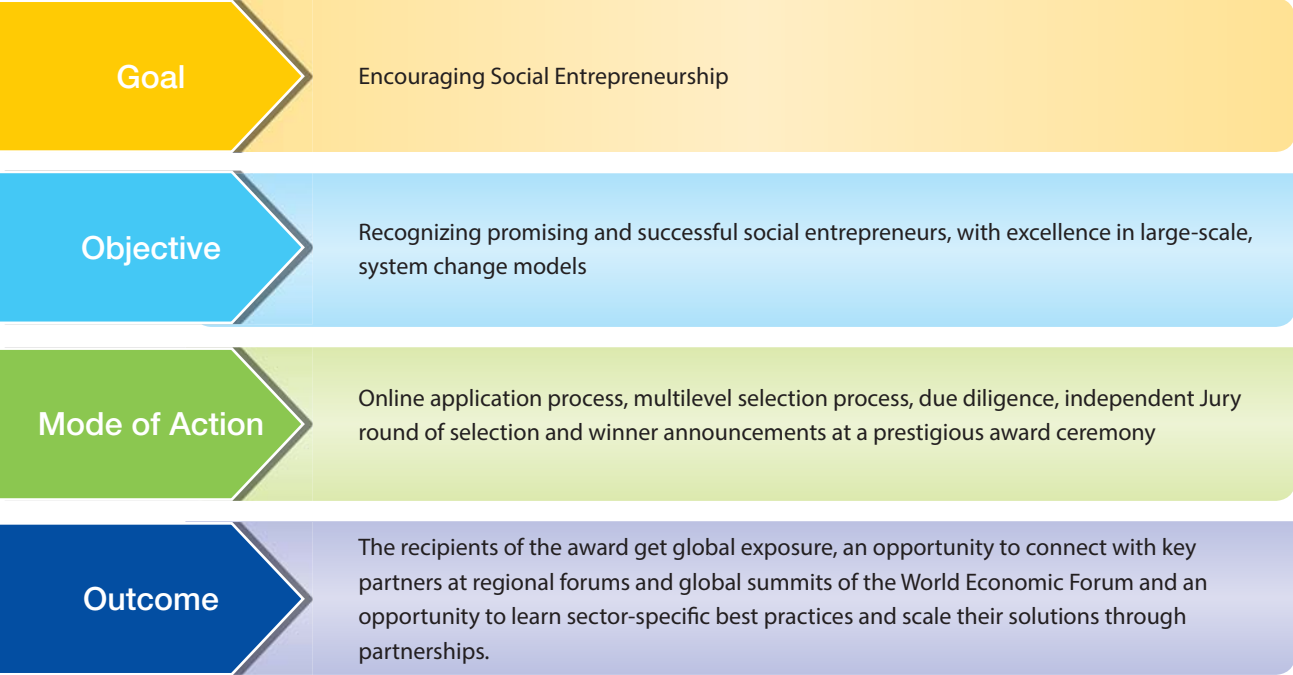 Goal
Encouraging Social Entrepreneurship
Objective
Recognizing promising and successful social entrepreneurs, with excellence in large-scale,
system change models
Mode of Action
Online application process, multilevel selection process, due diligence, independent Jury
round of selection and winner announcements at a prestigious award ceremony
Outcome
The recipients of the award get global exposure, an opportunity to connect with key
partners at regional forums and global summits of the World Economic Forum and an
opportunity to learn sector-specific best practices and scale their solutions through
partnerships.